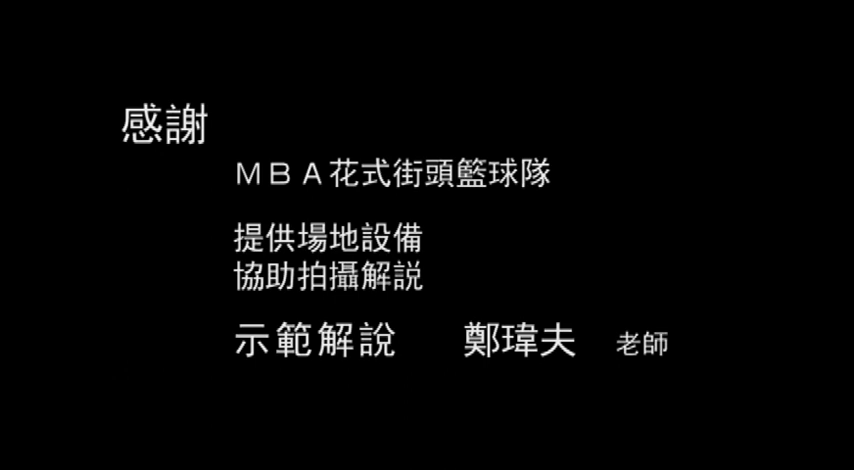 感謝
ＭＢＡ花式街頭籃球隊
提供場地設備
協助拍攝解說
示範解說　鄭瑋夫　老師